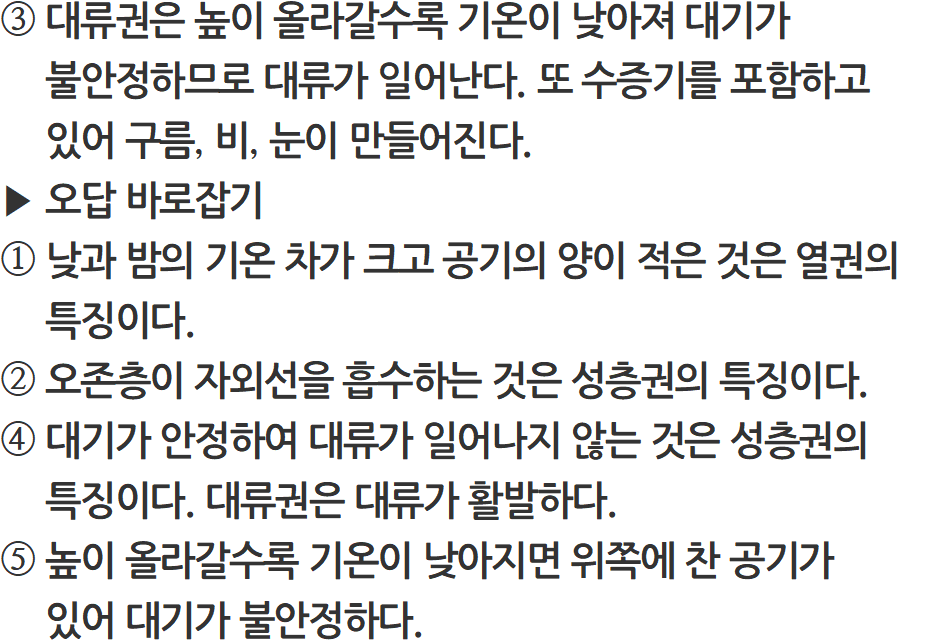 ③ 대류권은 높이 올라갈수록 기온이 낮아져 대기가
불안정하므로 대류가 일어난다. 또 수증기를 포함하고
있어 구름, 비, 눈이 만들어진다.
▶ 오답 바로잡기
① 낮과 밤의 기온 차가 크고 공기의 양이 적은 것은 열권의
특징이다.
② 오존층이 자외선을 흡수하는 것은 성층권의 특징이다.
④ 대기가 안정하여 대류가 일어나지 않는 것은 성층권의
특징이다. 대류권은 대류가 활발하다.
⑤ 높이 올라갈수록 기온이 낮아지면 위쪽에 찬 공기가
있어 대기가 불안정하다.